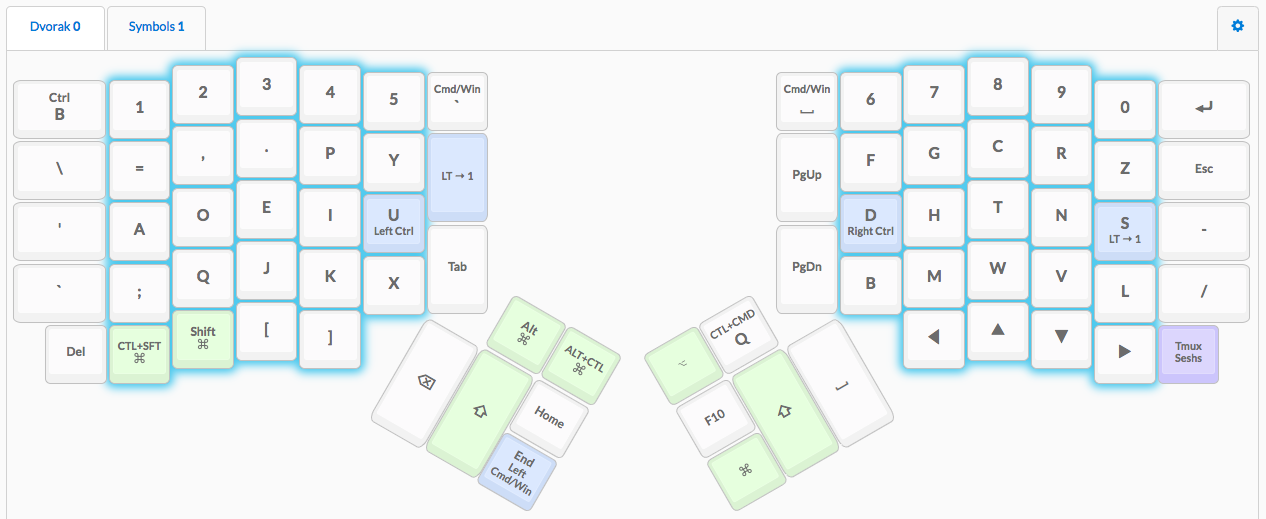 Dvorak 0
Symbols 1
Ctrl
B
1
2
3
4
5
Cmd/Win
`
Cmd/Win
6
7
8
9
0
\
=
,
.
P
Y
LT → 1
PgUp
F
G
C
R
Z
Esc
'
A
O
E
I
U
Left Ctrl
D
Right Ctrl
H
T
N
S
LT → 1
-
`
;
Q
J
K
X
Tab
PgDn
B
M
W
V
L
/
Del
CTL+SFT
⌘
Shift
⌘
[
]
Tmux
Seshs
Alt
⌘
ALT+CTL
⌘
Home
End
Left
Cmd/Win
CTL+CMD
Q
F10
⌘